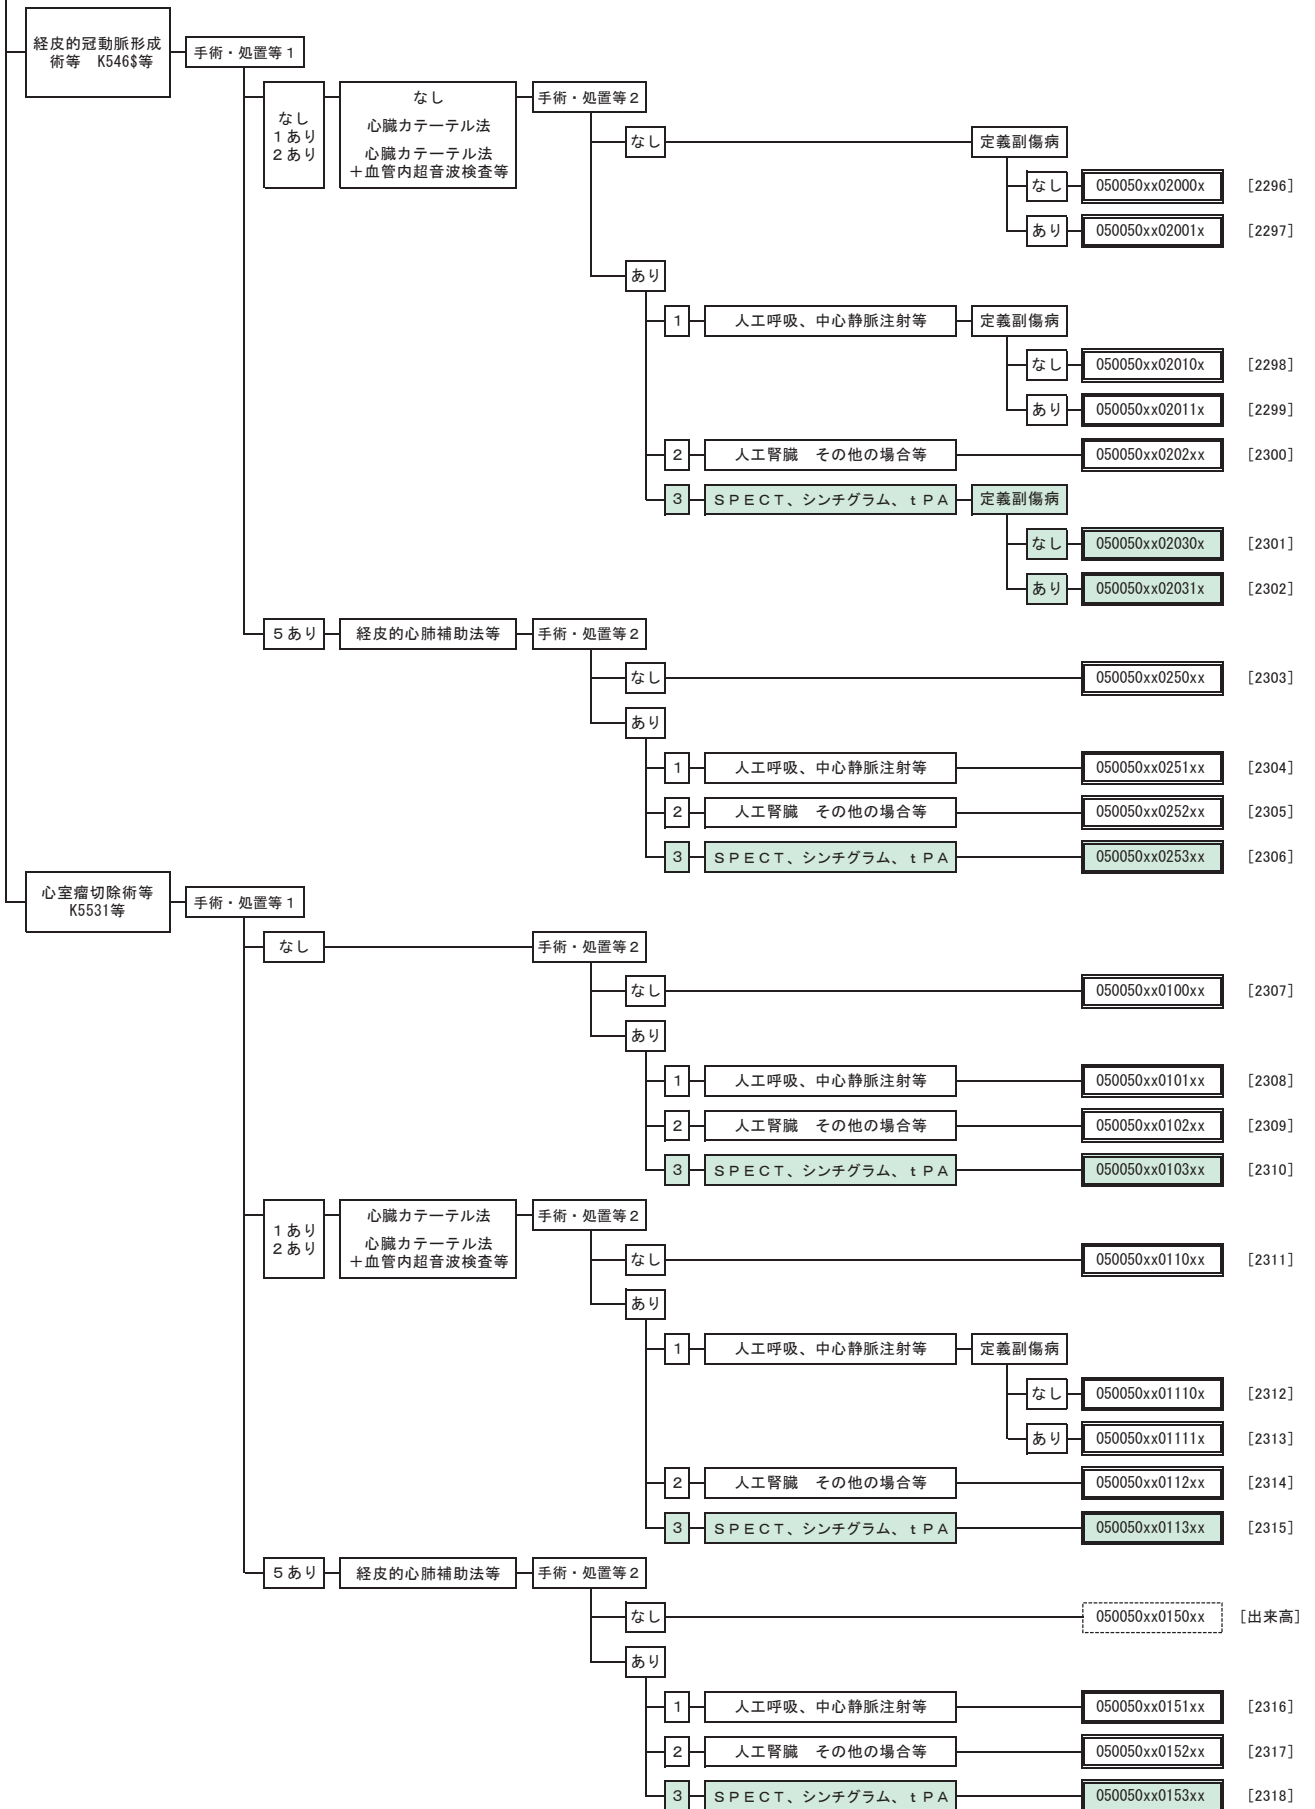 経皮的冠動脈形成
術等　K546$等
手術・処置等１
なし
１あり
２あり
なし
心臓カテーテル法
心臓カテーテル法
＋血管内超音波検査等
手術・処置等２
なし
定義副傷病
なし
050050xx02000x
[2296]
あり
050050xx02001x
[2297]
あり
1
人工呼吸、中心静脈注射等
定義副傷病
なし
050050xx02010x
[2298]
あり
050050xx02011x
[2299]
2
人工腎臓　その他の場合等
050050xx0202xx
[2300]
3
ＳＰＥＣＴ、シンチグラム、ｔＰＡ
定義副傷病
なし
050050xx02030x
[2301]
あり
050050xx02031x
[2302]
５あり
経皮的心肺補助法等
手術・処置等２
なし
050050xx0250xx
[2303]
あり
1
人工呼吸、中心静脈注射等
050050xx0251xx
[2304]
2
人工腎臓　その他の場合等
050050xx0252xx
[2305]
3
ＳＰＥＣＴ、シンチグラム、ｔＰＡ
050050xx0253xx
[2306]
心室瘤切除術等
K5531等
手術・処置等１
なし
手術・処置等２
なし
050050xx0100xx
[2307]
あり
1
人工呼吸、中心静脈注射等
050050xx0101xx
[2308]
2
人工腎臓　その他の場合等
050050xx0102xx
[2309]
3
ＳＰＥＣＴ、シンチグラム、ｔＰＡ
050050xx0103xx
[2310]
１あり
２あり
心臓カテーテル法
心臓カテーテル法
＋血管内超音波検査等
手術・処置等２
なし
050050xx0110xx
[2311]
あり
1
人工呼吸、中心静脈注射等
定義副傷病
なし
050050xx01110x
[2312]
あり
050050xx01111x
[2313]
2
人工腎臓　その他の場合等
050050xx0112xx
[2314]
3
ＳＰＥＣＴ、シンチグラム、ｔＰＡ
050050xx0113xx
[2315]
５あり
経皮的心肺補助法等
手術・処置等２
なし
050050xx0150xx
[出来高]
あり
1
人工呼吸、中心静脈注射等
050050xx0151xx
[2316]
2
人工腎臓　その他の場合等
050050xx0152xx
[2317]
3
ＳＰＥＣＴ、シンチグラム、ｔＰＡ
050050xx0153xx
[2318]